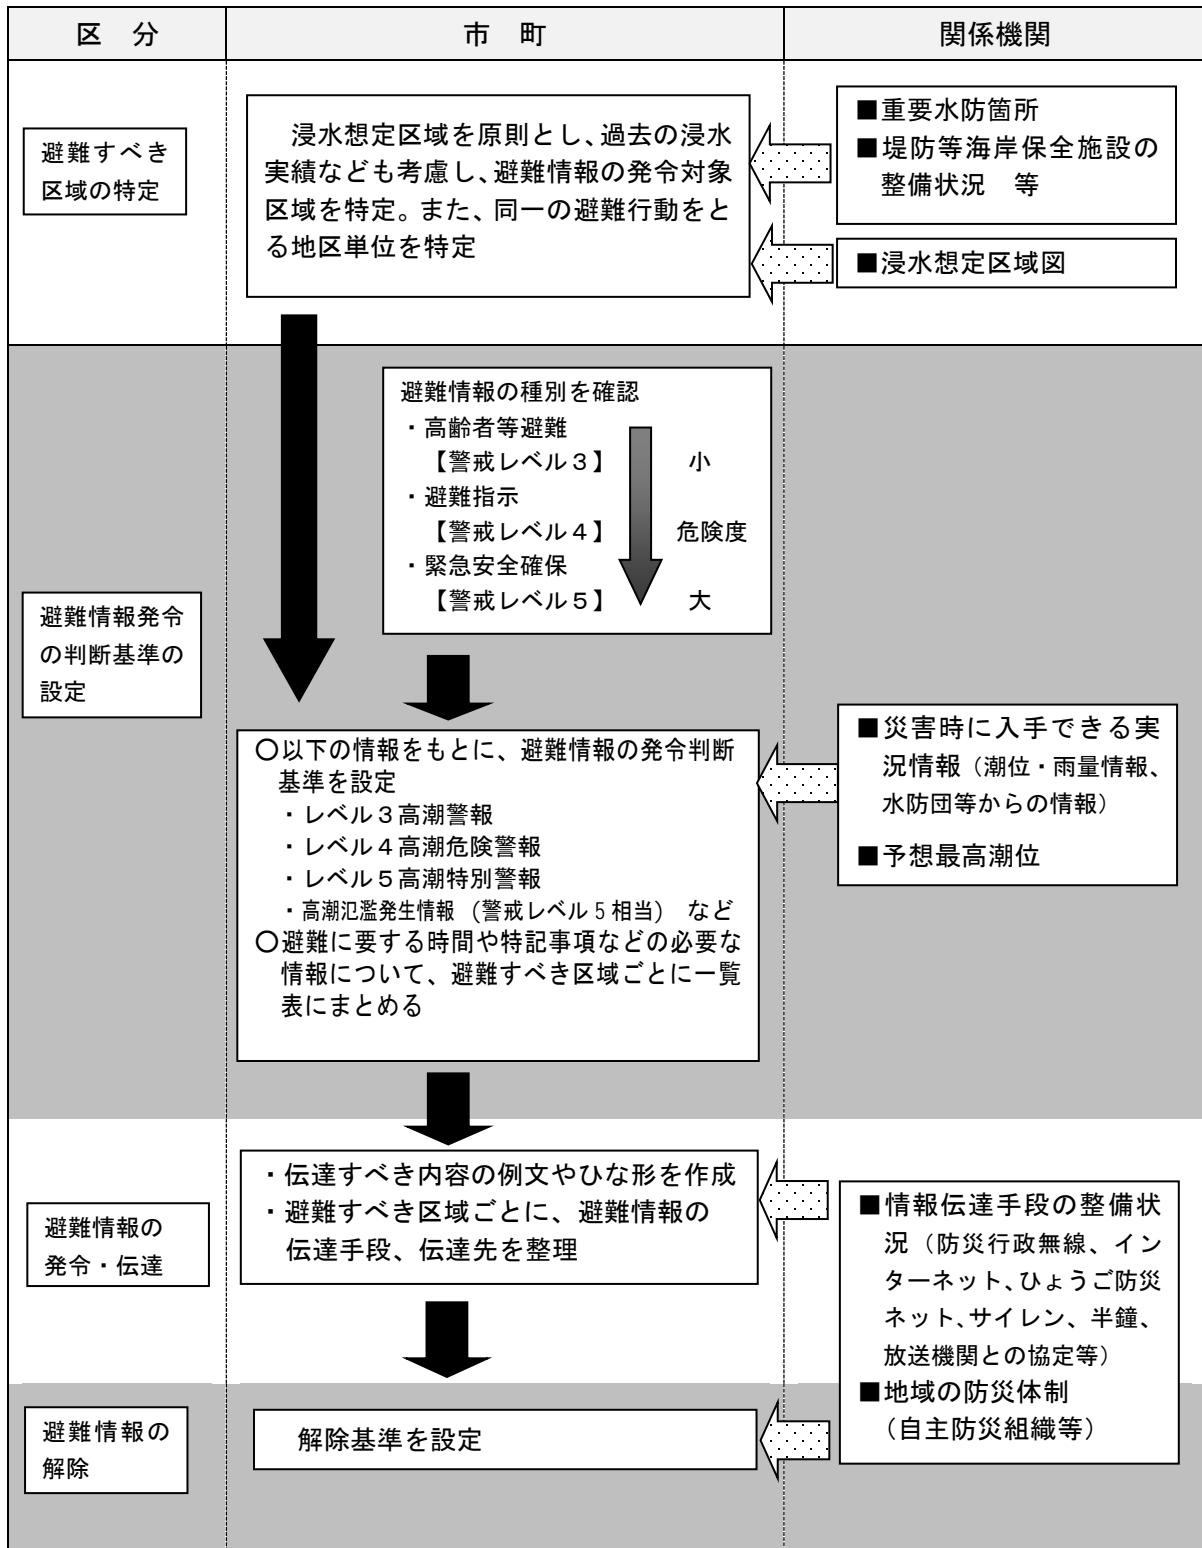 区　分
市　町
関係機関
避難すべき
区域の特定
　浸水想定区域を原則とし、過去の浸水
実績なども考慮し、避難情報の発令対象
区域を特定。また、同一の避難行動をと
る地区単位を特定
■重要水防箇所
■堤防等海岸保全施設の
整備状況　等
■浸水想定区域図
避難情報発令
の判断基準の
設定
避難情報の種別を確認
・高齢者等避難
【警戒レベル３】　小
・避難指示
【警戒レベル４】　危険度
・緊急安全確保
【警戒レベル５】　大
〇以下の情報をもとに、避難情報の発令判断
基準を設定
・レベル３高潮警報
・レベル４高潮危険警報
・レベル５高潮特別警報
・高潮氾濫発生情報（警戒レベル５相当）　など
〇避難に要する時間や特記事項などの必要な
情報について、避難すべき区域ごとに一覧
表にまとめる
■災害時に入手できる実
況情報（潮位・雨量情報、
水防団等からの情報）
■予想最高潮位
避難情報の
発令・伝達
・伝達すべき内容の例文やひな形を作成
・避難すべき区域ごとに、避難情報の
伝達手段、伝達先を整理
■情報伝達手段の整備状
況（防災行政無線、イン
ターネット、ひょうご防災
ネット、サイレン、半鐘、
放送機関との協定等）
■地域の防災体制
（自主防災組織等）
避難情報の
解除
解除基準を設定